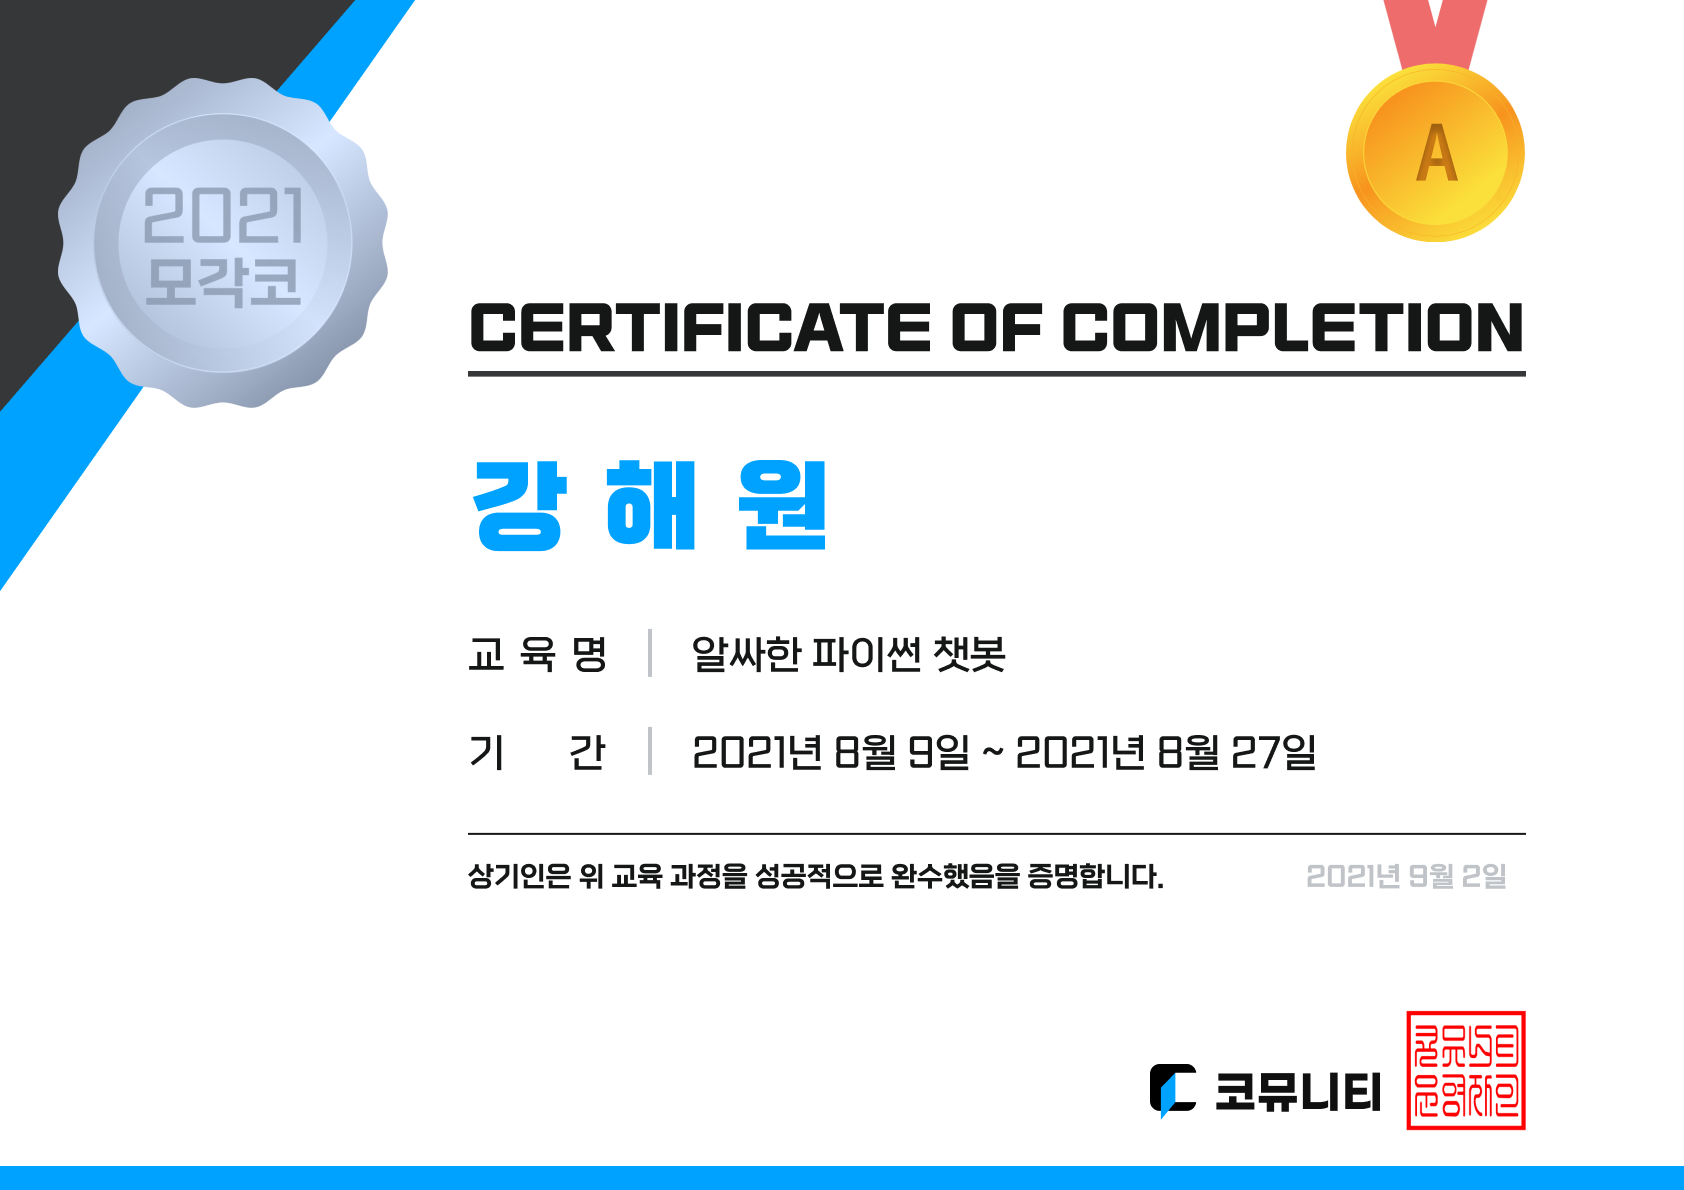 2021
모각코
A
CERTIFICATE OF COMPLETION
강 해 원
교 육 명 알싸한 파이썬 챗봇
기 간 2021년 8월 9일 ~ 2021년 8월 27일
상기인은 위 교육 과정을 성공적으로 완수했음을 증명합니다. 2021년 9월 2일
코뮤니티